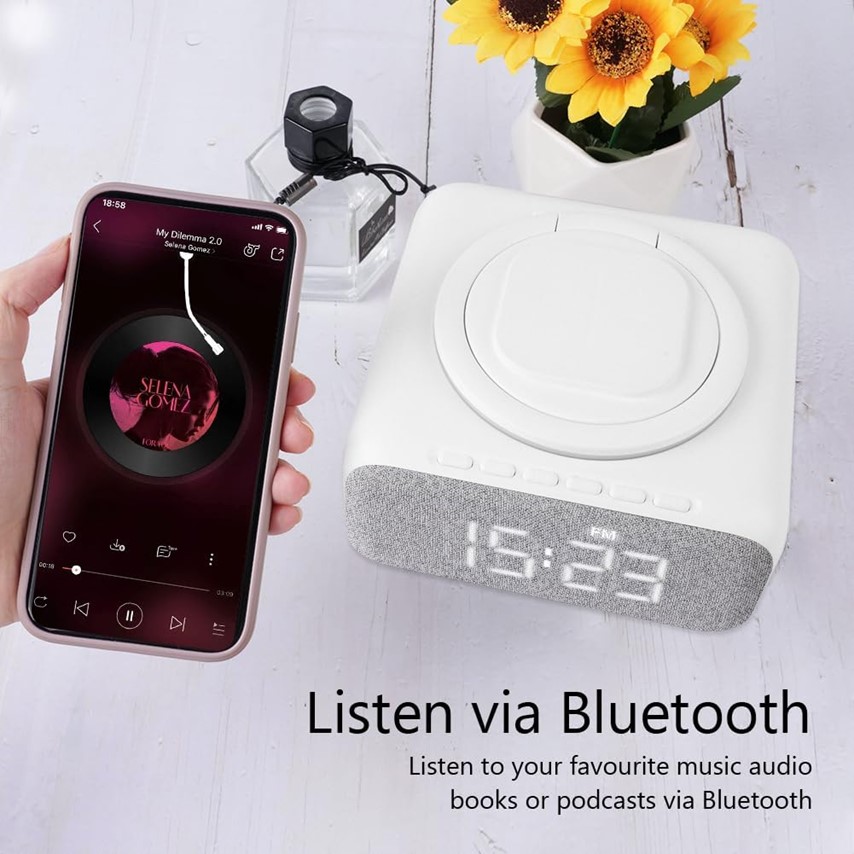 18:58
My Dilemma 2.0
Selena Gomez >
SELENA
GOMEZ
00:18
03:09
FM
15:23
Listen via Bluetooth
Listen to your favourite music audio
books or podcasts via Bluetooth